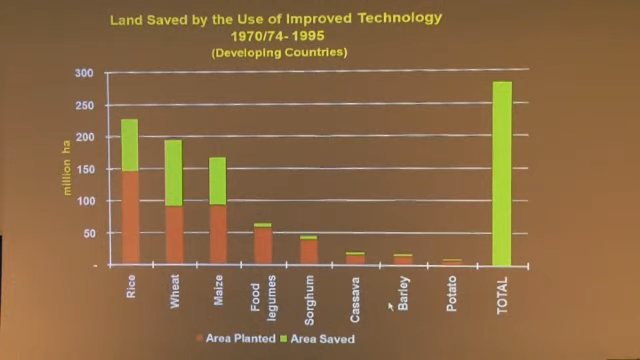 Land Saved by the Use of Improved Technology
1970/74- 1995
(Developing Countries)
300
250
200
150
100
50
-
million ha
Rice
Wheat
Maize
Food
legumes
Sorghum
Cassava
Barley
Potato
TOTAL
Area Planted
Area Saved